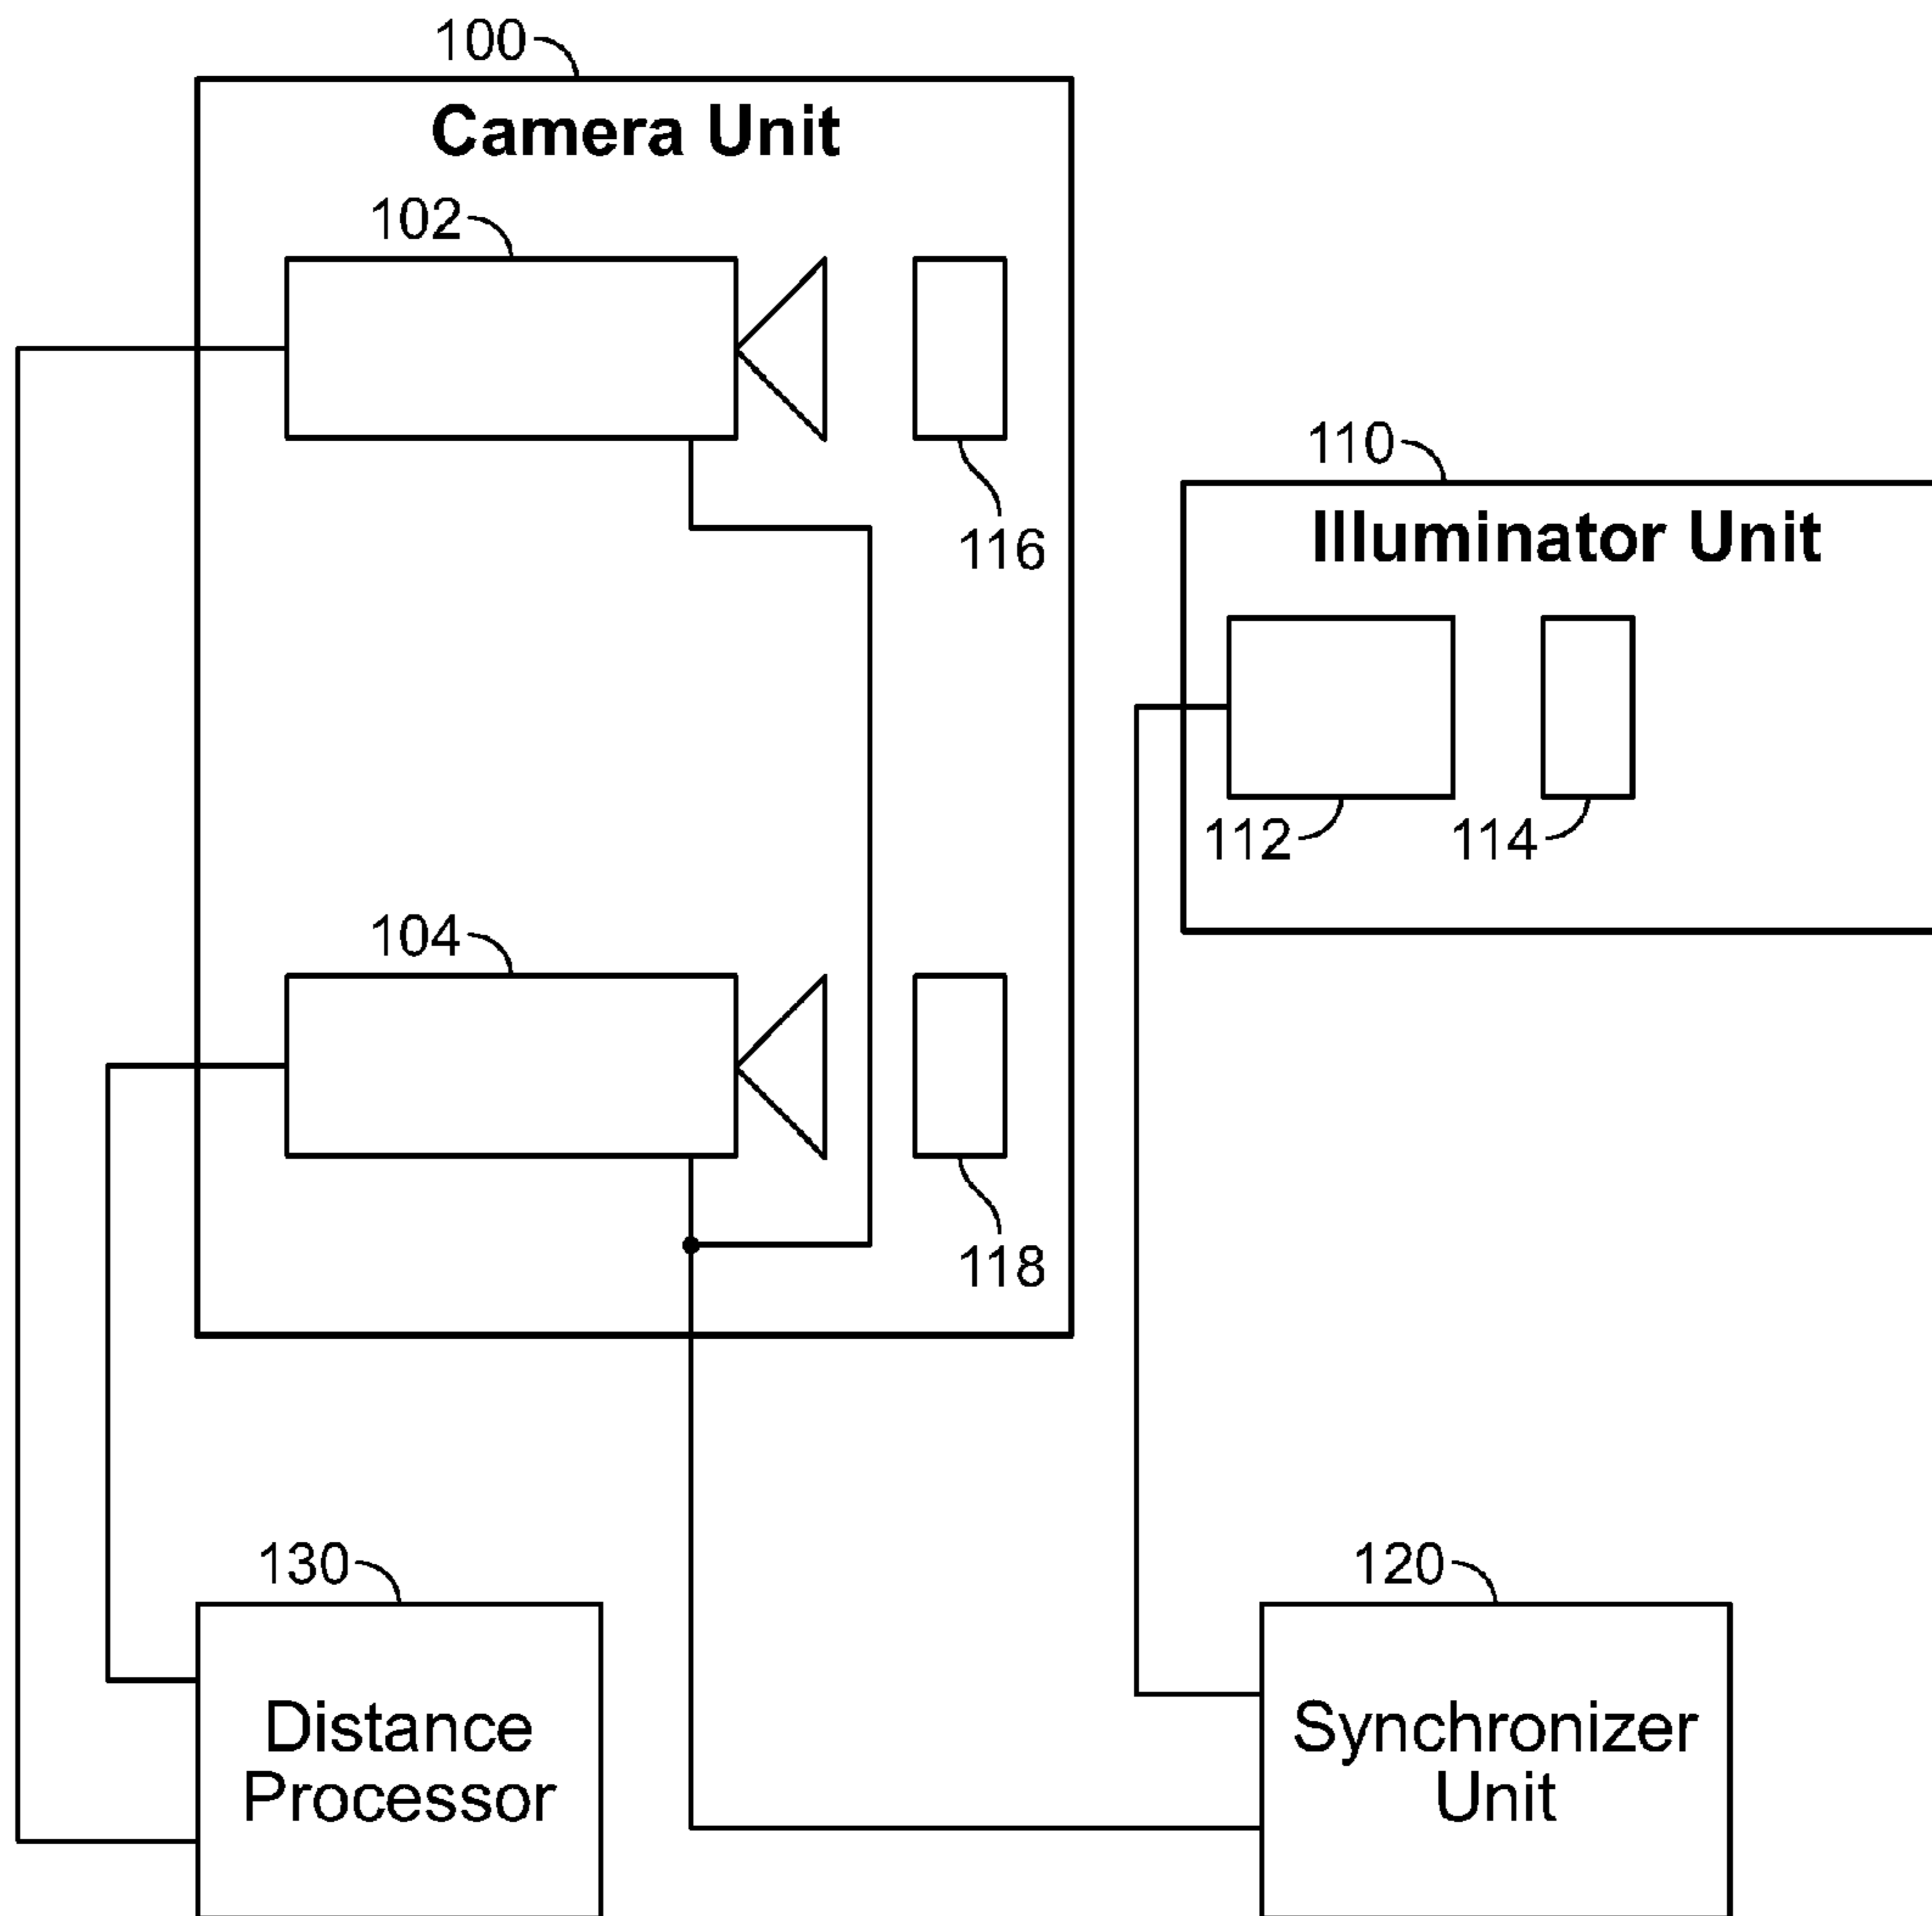 100
Camera Unit
102
116
110
Illuminator Unit
112
114
104
118
130
Distance
Processor
120
Synchronizer
Unit